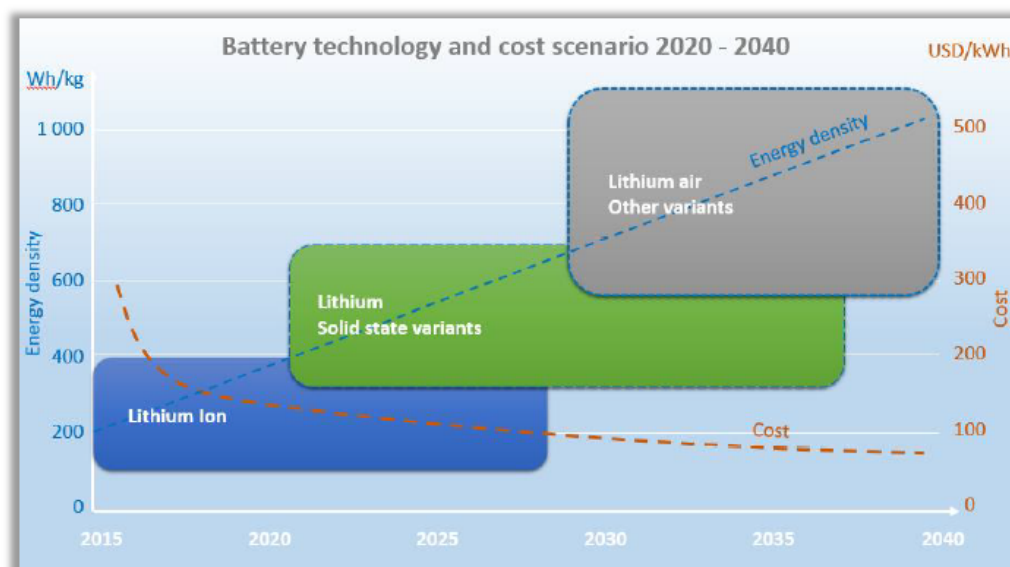 Battery technology and cost scenario 2020 - 2040
USD/kWh
Wh/kg
1 000
800
600
400
200
0
Energy density
500
400
300
200
100
0
Cost
Energy density
Lithium air
Other variants
Lithium
Solid state variants
Lithium Ion
Cost
2015 2020 2025 2030 2035 2040